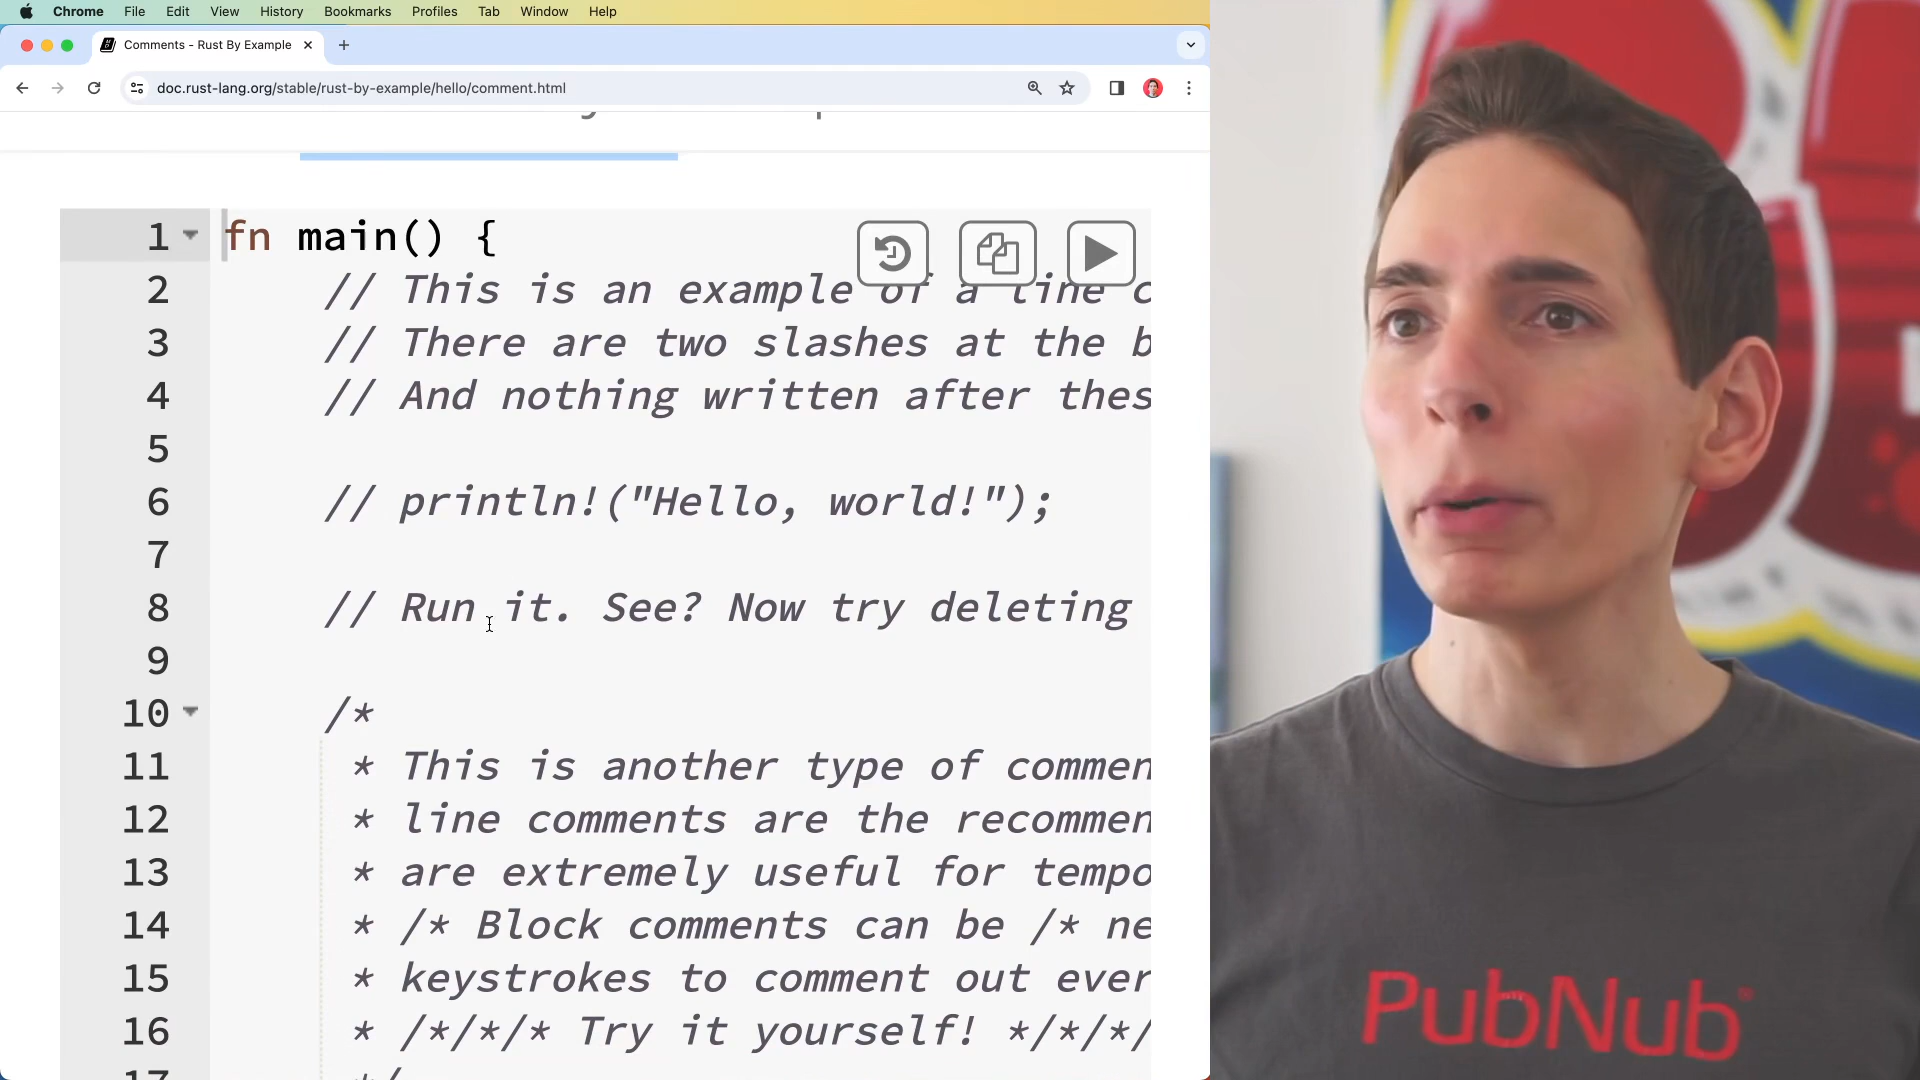 Chrome File Edit View History Bookmarks Profiles Tab Window Help
Comments - Rust By Example
doc.rust-lang.org/stable/rust-by-example/hello/comment.html
1 fn main() {
2 // This is an example of a line c
3 // There are two slashes at the b
4 // And nothing written after thes
5
6 // println!("Hello, world!");
7
8 // Run it. See? Now try deleting
9
10 /*
11 * This is another type of commen
12 * line comments are the recommen
13 * are extremely useful for tempo
14 * /* Block comments can be /* ne
15 * keystrokes to comment out ever
16 * /*/*/* Try it yourself! */*/*/
17 */
PubNub